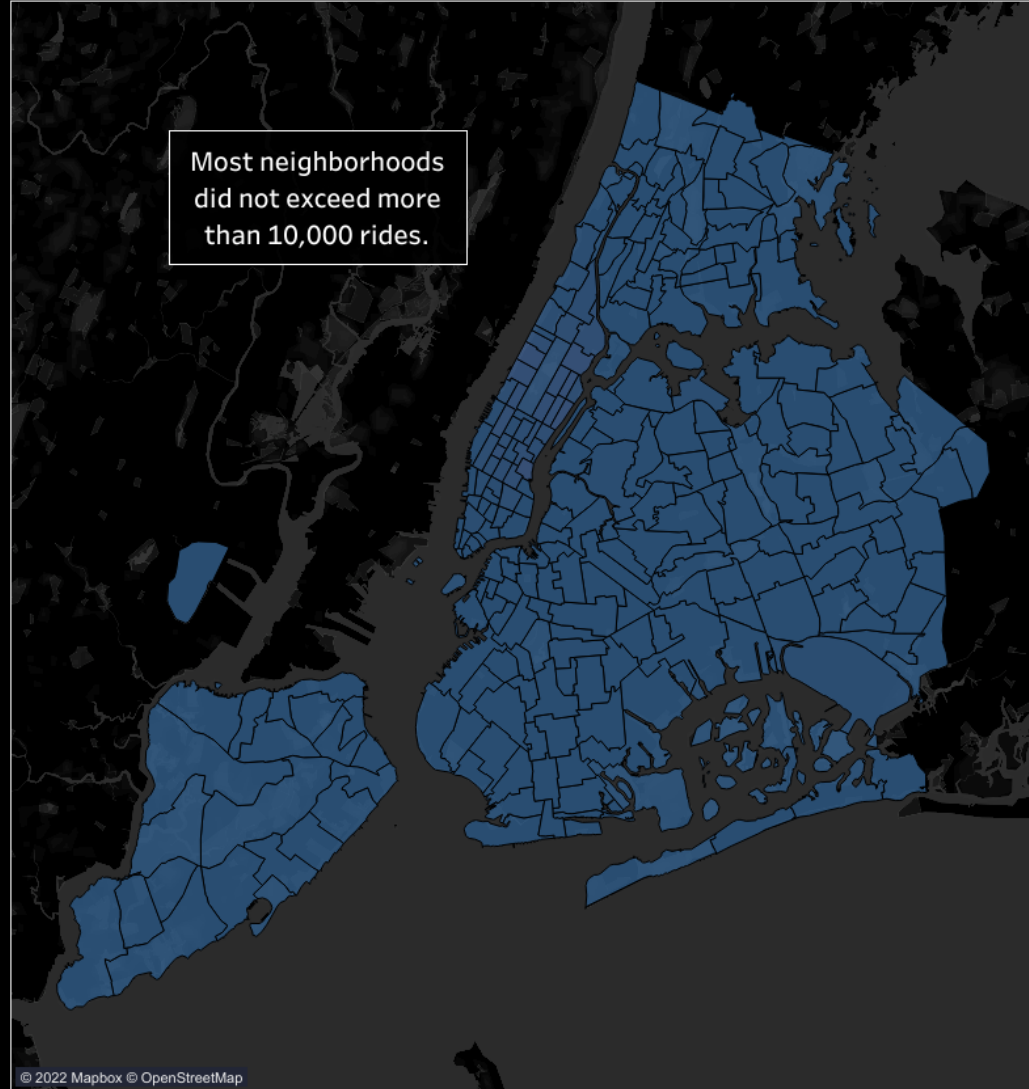 Most neighborhoods
did not exceed more
than 10,000 rides.
© 2022 Mapbox © OpenStreetMap